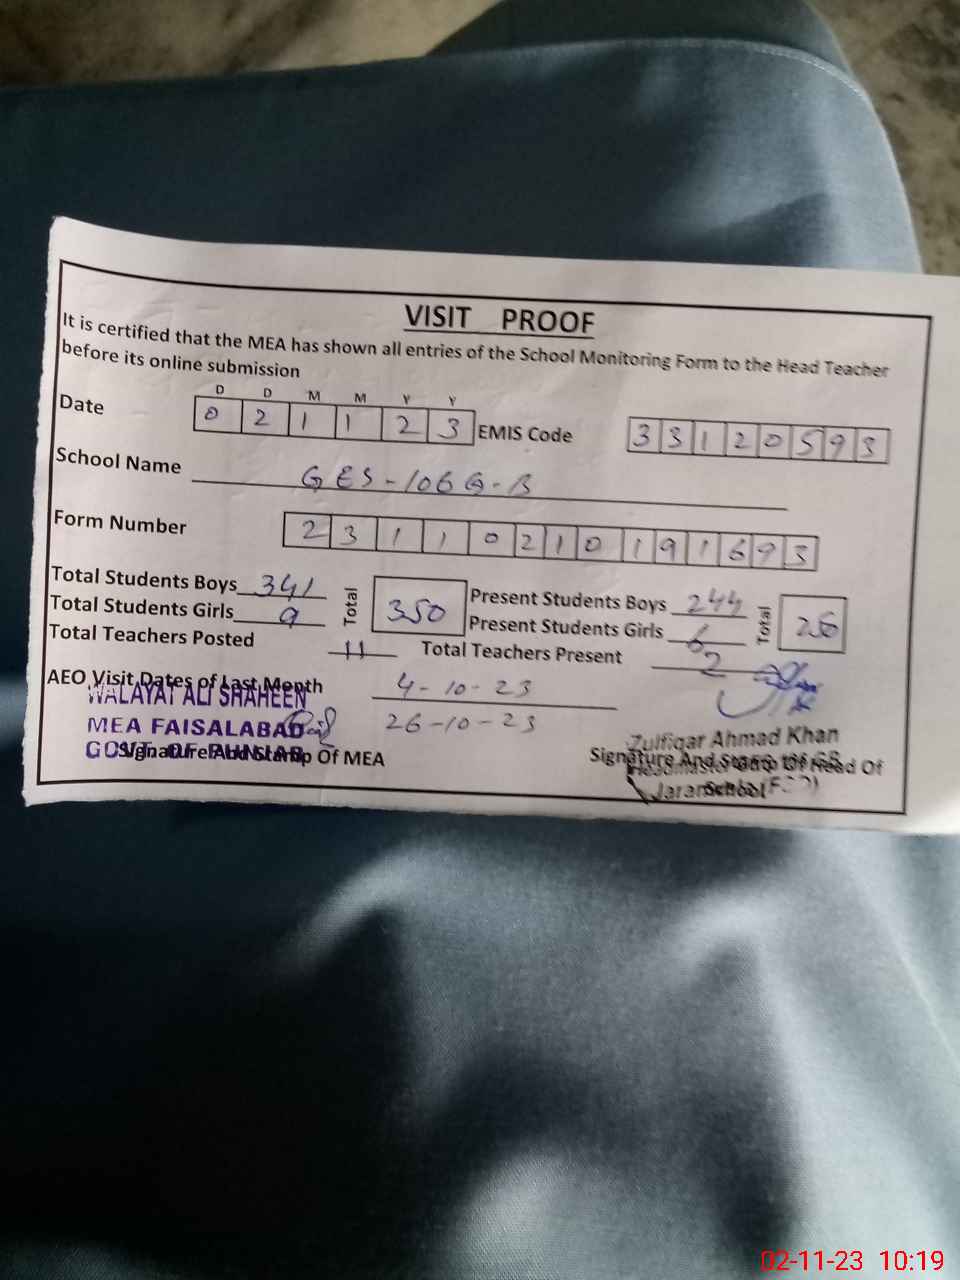 VISIT PROOF
It is certified that the MEA has shown all entries of the School Monitoring Form to the Head Teacher
before its online submission
D D M M Y Y
Date 0 2 1 1 2 3 EMIS Code 3 3 1 2 0 5 9 3
School Name GES-106 G-B
Form Number 2 3 1 1 0 2 1 0 1 9 1 6 9 3
Total Students Boys 341 Total 350 Present Students Boys 244 Total
Total Students Girls 9 Present Students Girls 6
Total Teachers Posted 11 Total Teachers Present 2
AEO Visit Dates of Last Month 4-10-23
26-10-23
WALAYAT ALI SHAHEEN
MEA FAISALABAD
GOVT. OF PUNJAB
Signature And Stamp Of MEA
Zulfiqar Ahmad Khan
Signature And Stamp Of Head Of
School
02-11-23 10:19